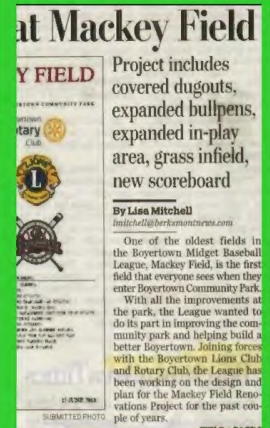 at Mackey Field
Y FIELD
Project includes
covered dugouts,
expanded bullpens,
expanded in-play
area, grass infield,
new scoreboard
By Lisa Mitchell
lmitchell@berksmontnews.com
One of the oldest fields in
the Boyertown Midget Baseball
League, Mackey Field, is the first
field that everyone sees when they
enter Boyertown Community Park.
With all the improvements at
the park, the League wanted to
do its part in improving the com-
munity park and helping build a
better Boyertown. Joining forces
with the Boyertown Lions Club
and Rotary Club, the League has
been working on the design and
plan for the Mackey Field Reno-
vations Project for the past cou-
ple of years.
COMMUNITY PARK
otary
Club
LIONS
L
SUBMITTED PHOTO